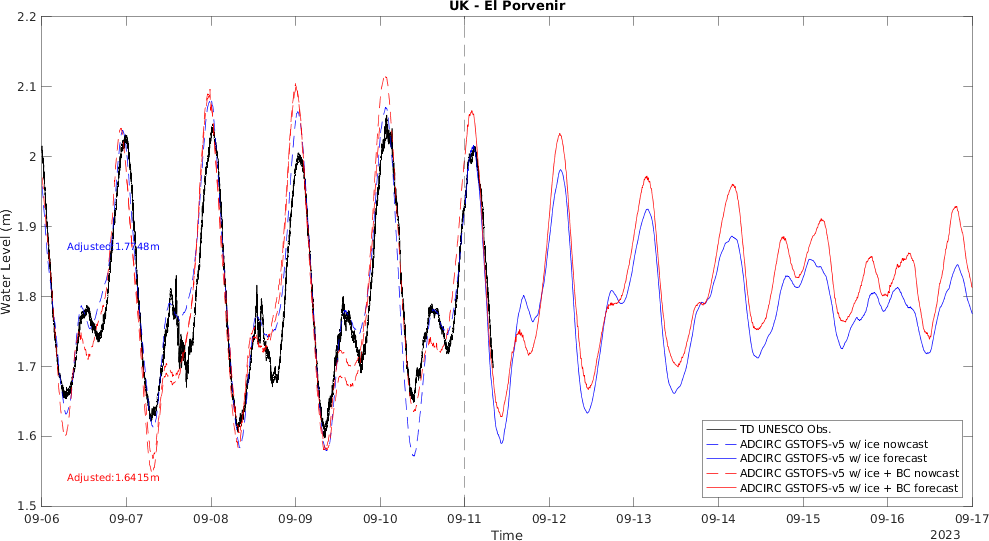 UK - El Porvenir
2.2
2.1
2
1.9
1.8
1.7
1.6
1.5
Water Level (m)
Adjusted:1.7748m
Adjusted:1.6415m
TD UNESCO Obs.
ADCIRC GSTOFS-v5 w/ ice nowcast
ADCIRC GSTOFS-v5 w/ ice forecast
ADCIRC GSTOFS-v5 w/ ice + BC nowcast
ADCIRC GSTOFS-v5 w/ ice + BC forecast
09-06 09-07 09-08 09-09 09-10 09-11 09-12 09-13 09-14 09-15 09-16 09-17
Time
2023